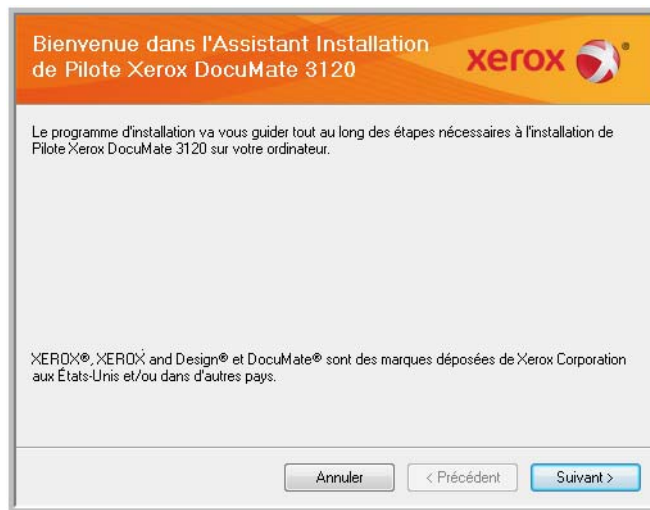 Bienvenue dans l'Assistant Installation
de Pilote Xerox DocuMate 3120
xerox
Le programme d'installation va vous guider tout au long des étapes nécessaires à l'installation de
Pilote Xerox DocuMate 3120 sur votre ordinateur.
XEROX®, XEROX and Design® et DocuMate® sont des marques déposées de Xerox Corporation
aux États-Unis et/ou dans d'autres pays.
Annuler
< Précédent
Suivant >